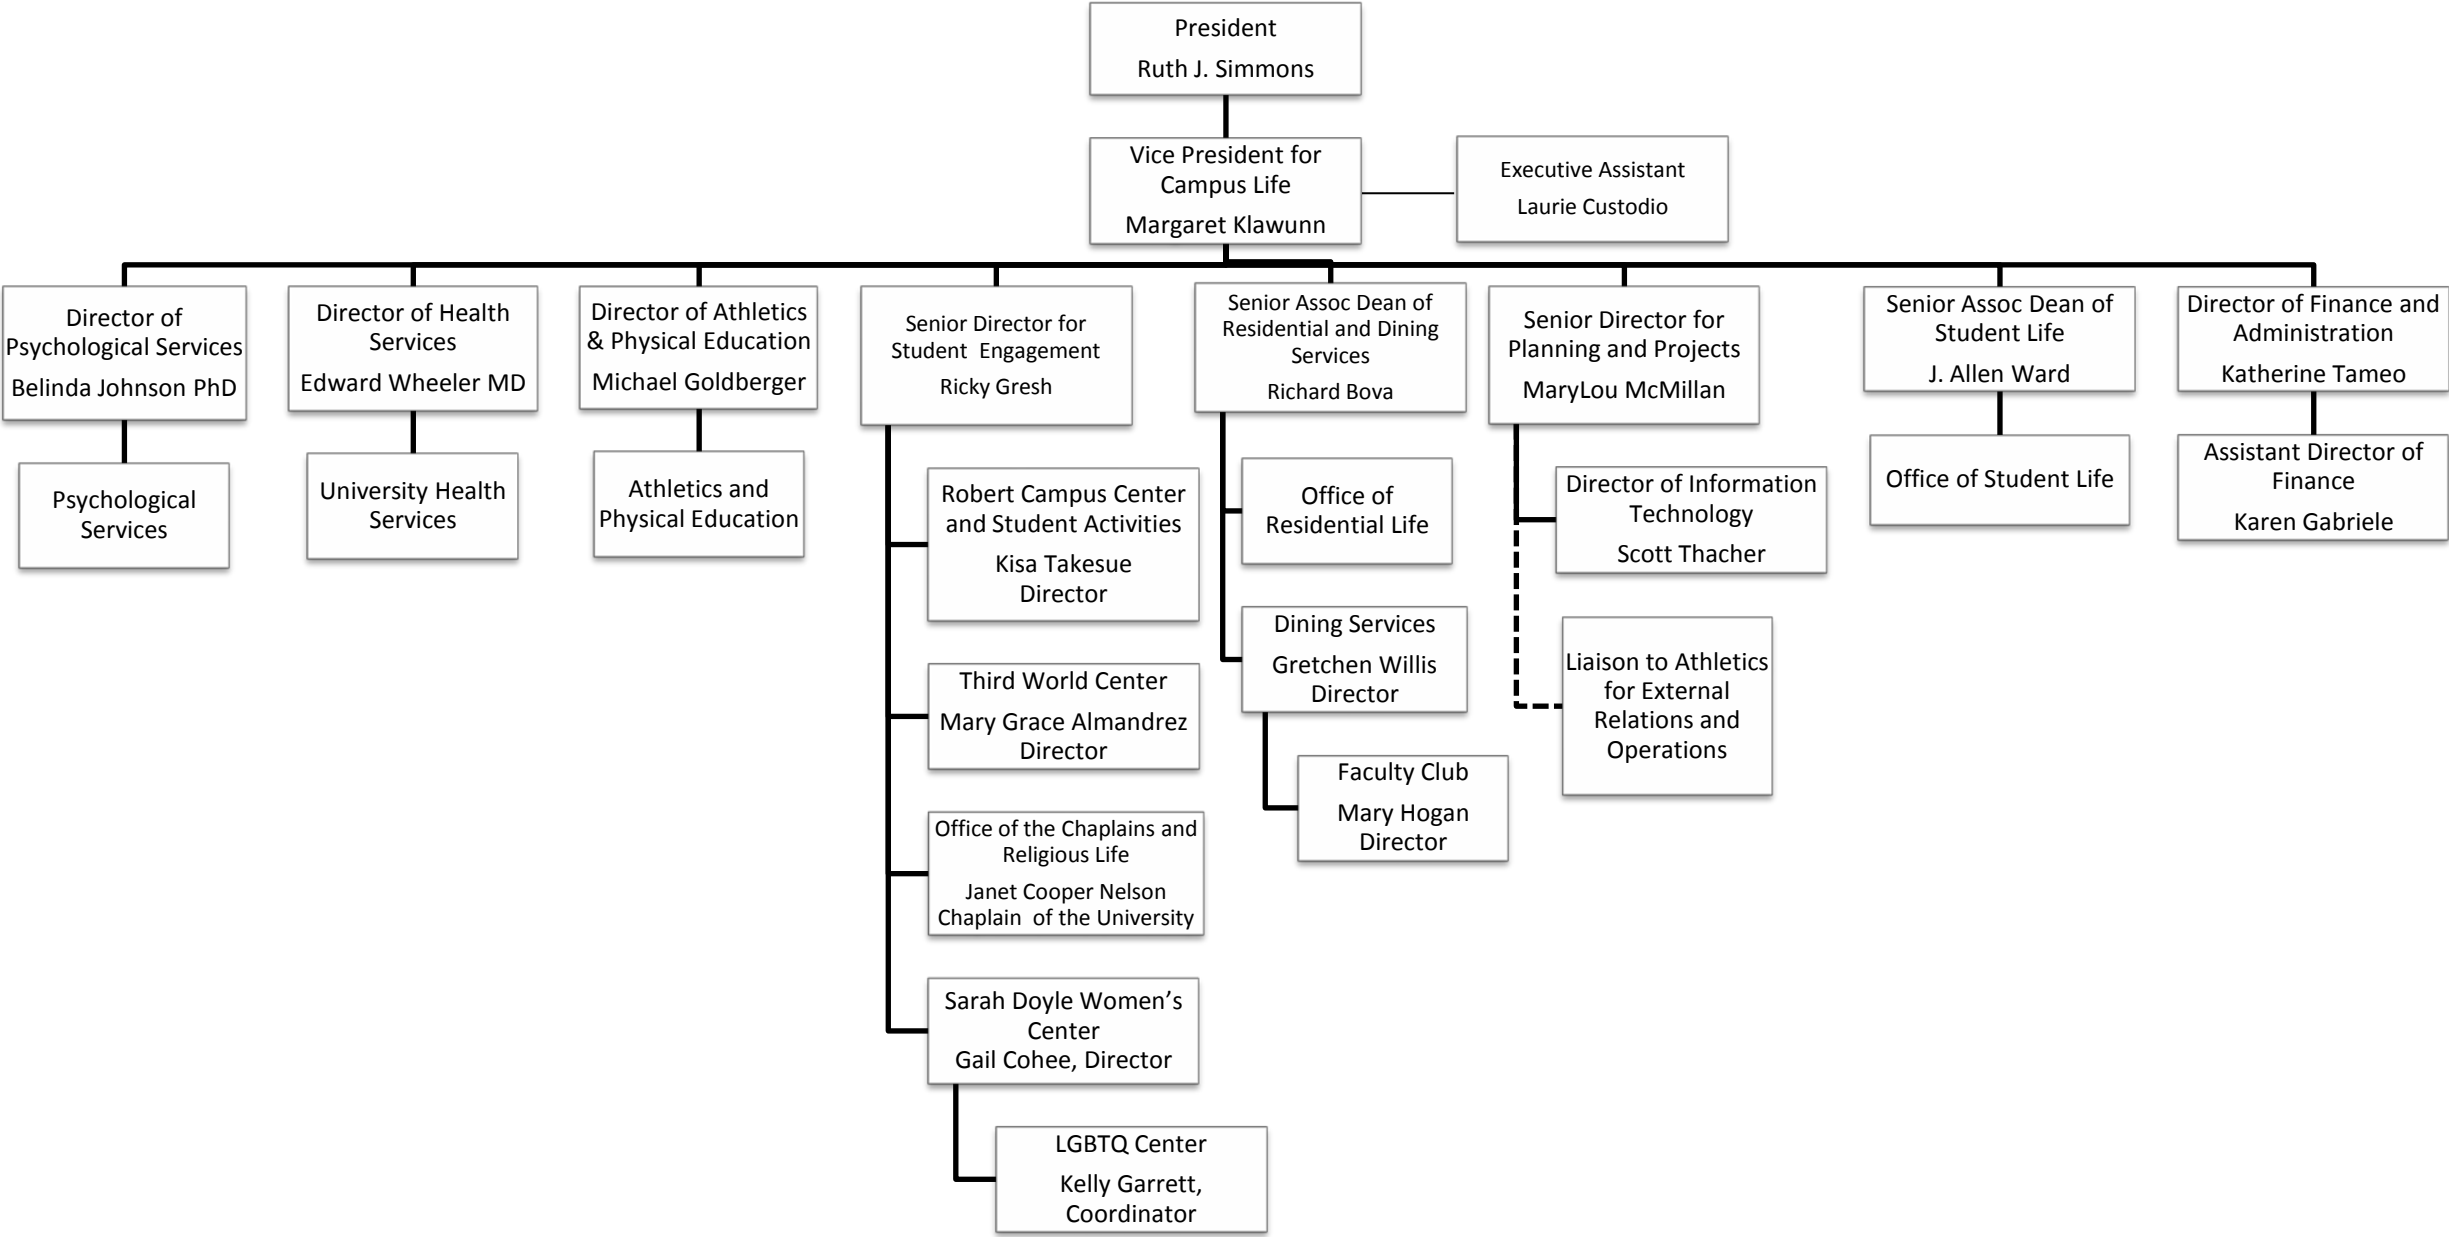 President
Ruth J. Simmons
Vice President for
Campus Life
Margaret Klawunn
Executive Assistant
Laurie Custodio
Director of
Psychological Services
Belinda Johnson PhD
Director of Health
Services
Edward Wheeler MD
Director of Athletics
& Physical Education
Michael Goldberger
Senior Director for
Student  Engagement
Ricky Gresh
Senior Assoc Dean of
Residential and Dining
Services
Richard Bova
Senior Director for
Planning and Projects
MaryLou McMillan
Senior Assoc Dean of
Student Life
J. Allen Ward
Director of Finance and
Administration
Katherine Tameo
Psychological
Services
University Health
Services
Athletics and
Physical Education
Robert Campus Center
and Student Activities
Kisa Takesue
Director
Third World Center
Mary Grace Almandrez
Director
Office of the Chaplains and
Religious Life
Janet Cooper Nelson
Chaplain  of the University
Sarah Doyle Women’s
Center
Gail Cohee, Director
LGBTQ Center
Kelly Garrett,
Coordinator
Office of
Residential Life
Dining Services
Gretchen Willis
Director
Faculty Club
Mary Hogan
Director
Director of Information
Technology
Scott Thacher
Liaison to Athletics
for External
Relations and
Operations
Office of Student Life
Assistant Director of
Finance
Karen Gabriele